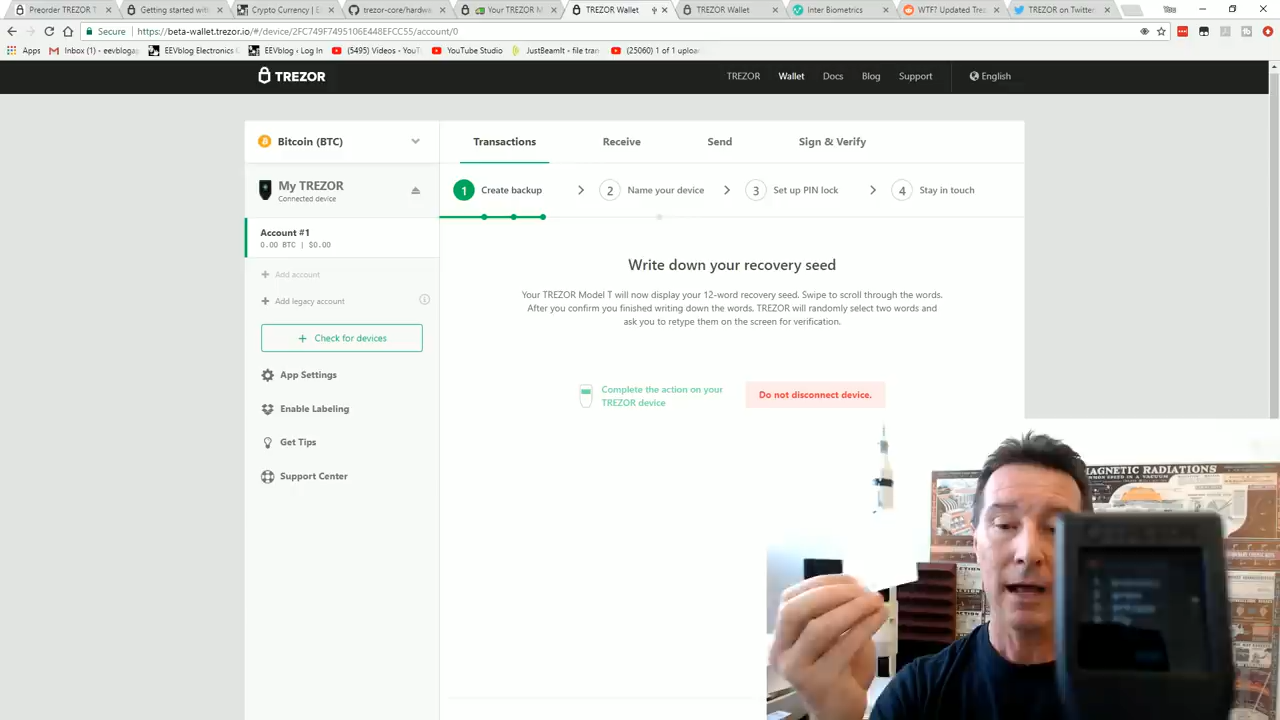 Preorder TREZOR T
Getting started with
Crypto Currency | E
trezor-core/hardwa
Your TREZOR M
TREZOR Wallet
TREZOR Wallet
Inter Biometrics
WTF? Updated Trez
TREZOR on Twitter
You
Secure | https://beta-wallet.trezor.io/#/device/2FC749F7495106E448EFCC55/account/0
Apps
Inbox (1) - eevblogaj
EEVblog Electronics C
EEVblog ‹ Log In
(5495) Videos - YouT
YouTube Studio
JustBeamIt - file tran
(25060) 1 of 1 upload
TREZOR
TREZOR
Wallet
Docs
Blog
Support
English
Bitcoin (BTC)
Transactions
Receive
Send
Sign & Verify
My TREZOR
Connected device
1 Create backup
2 Name your device
3 Set up PIN lock
4 Stay in touch
Account #1
0.00 BTC | $0.00
Add account
Add legacy account
Check for devices
App Settings
Enable Labeling
Get Tips
Support Center
Write down your recovery seed
Your TREZOR Model T will now display your 12-word recovery seed. Swipe to scroll through the words.
After you confirm you finished writing down the words, TREZOR will randomly select two words and
ask you to retype them on the screen for verification.
Complete the action on your
TREZOR device
Do not disconnect device.
MAGNETIC RADIATIONS